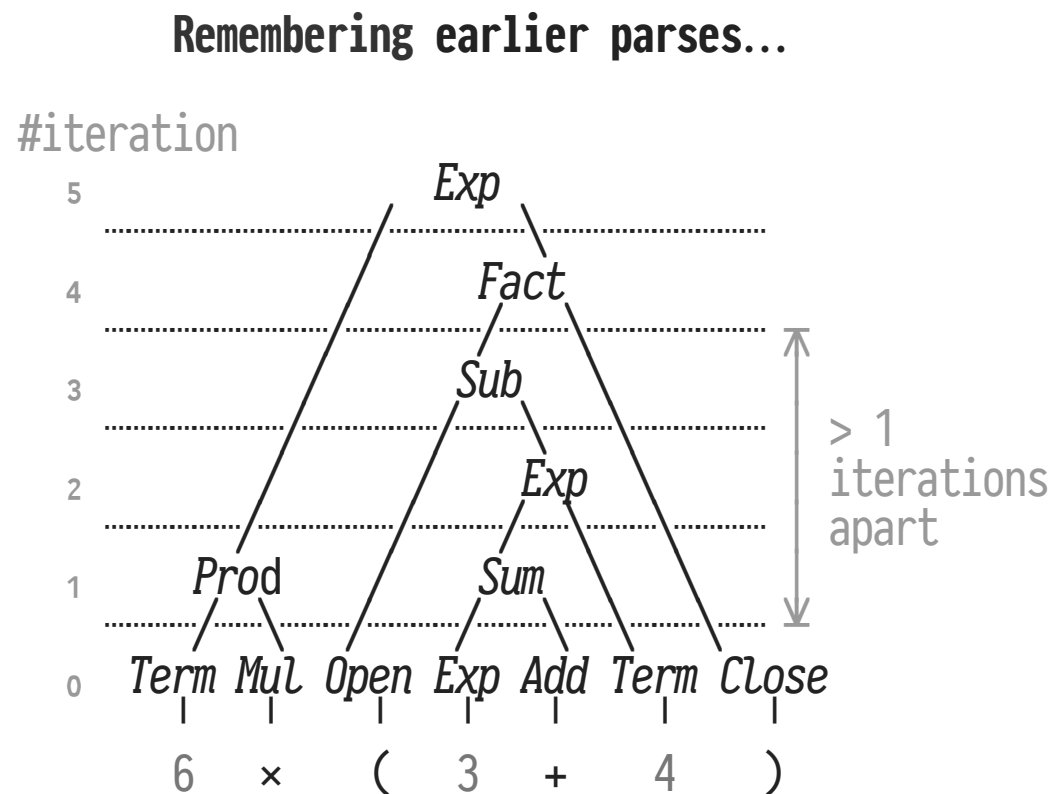 Remembering earlier parses...
#iteration
5 Exp
4 Fact
3 Sub
> 1
iterations
apart
2 Exp
1 Prod Sum
0 Term Mul Open Exp Add Term Close
6 × ( 3 + 4 )